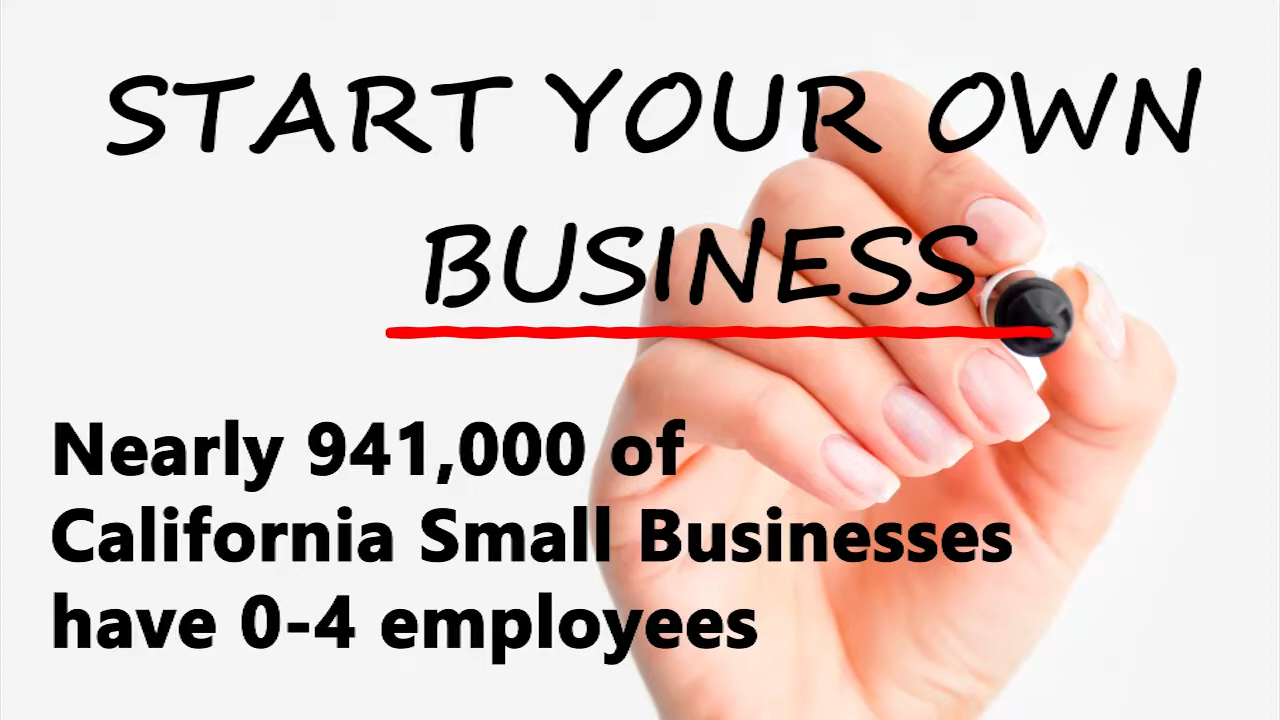 START YOUR OWN
BUSINESS
Nearly 941,000 of
California Small Businesses
have 0-4 employees